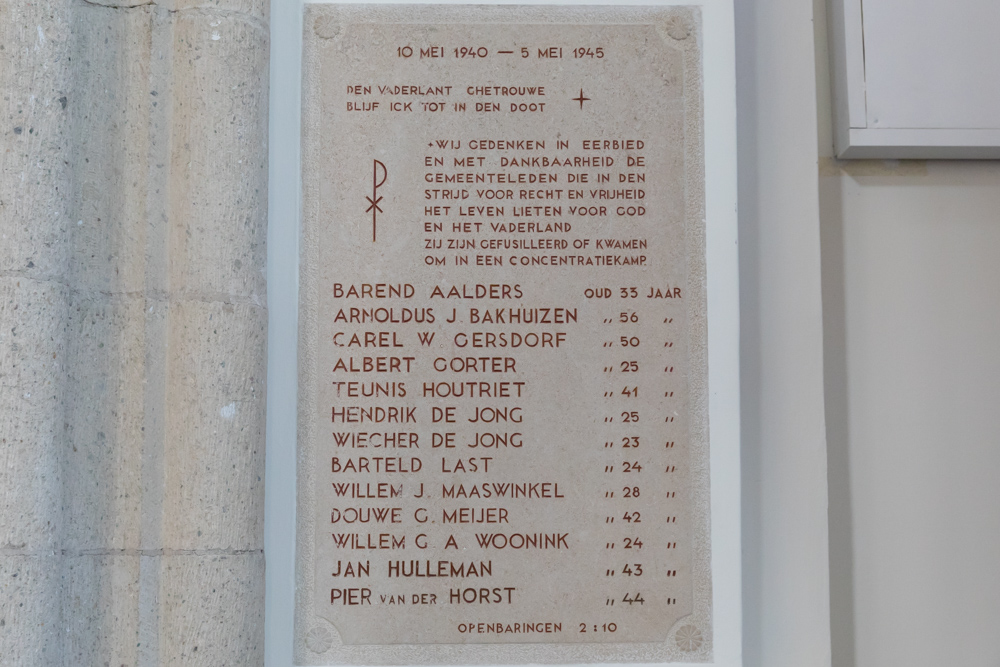 10 MEI 1940 — 5 MEI 1945
DEN VADERLANT GHETROUWE
BLIJF ICK TOT IN DEN DOOT
WIJ GEDENKEN IN EERBIED
EN MET DANKBAARHEID DE
GEMEENTELEDEN DIE IN DEN
STRIJD VOOR RECHT EN VRIJHEID
HET LEVEN LIETEN VOOR GOD
EN HET VADERLAND
ZIJ ZIJN GEFUSILLEERD OF KWAMEN
OM IN EEN CONCENTRATIEKAMP.
BAREND AALDERS OUD 33 JAAR
ARNOLDUS J. BAKHUIZEN ,, 56 ,,
CAREL W. GERSDORF ,, 50 ,,
ALBERT GORTER ,, 25 ,,
TEUNIS HOUTRIET ,, 41 ,,
HENDRIK DE JONG ,, 25 ,,
WIECHER DE JONG ,, 23 ,,
BARTELD LAST ,, 24 ,,
WILLEM J. MAASWINKEL ,, 28 ,,
DOUWE G. MEIJER ,, 42 ,,
WILLEM G. A. WOONINK ,, 24 ,,
JAN HULLEMAN ,, 43 ,,
PIER VAN DER HORST ,, 44 ,,
OPENBARINGEN 2:10